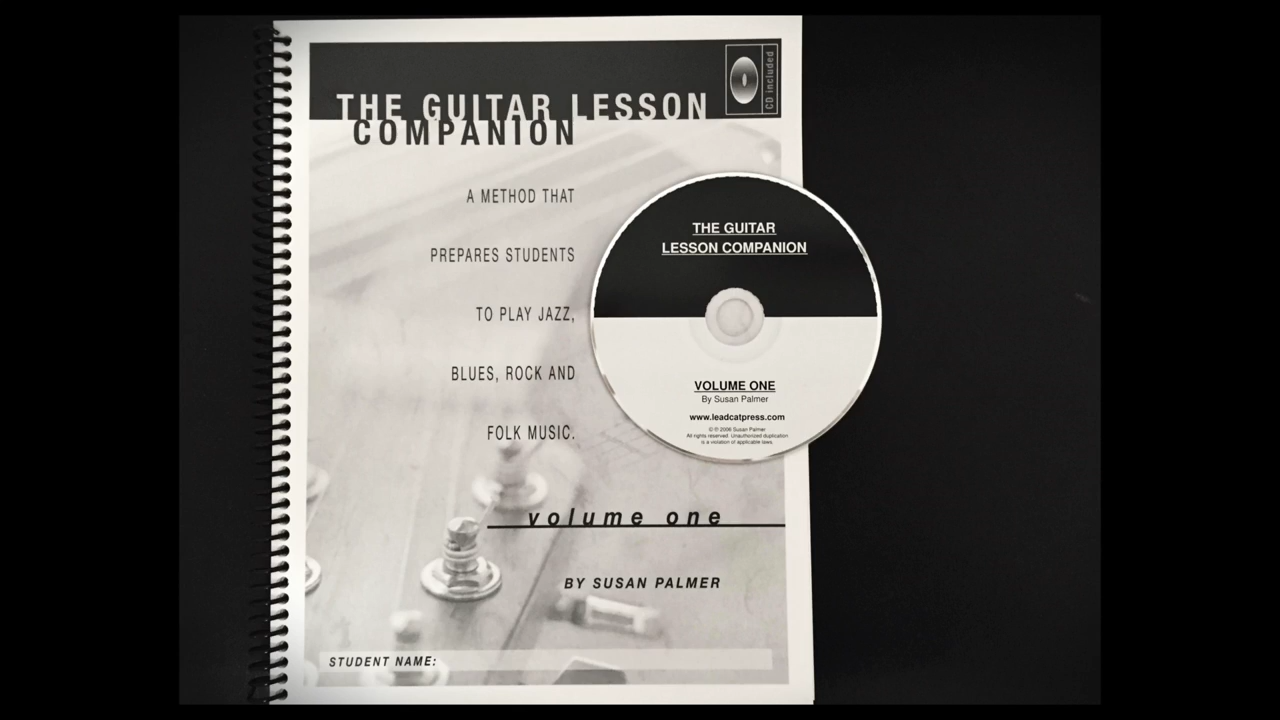 THE GUITAR LESSON
COMPANION
CD included
A METHOD THAT
PREPARES STUDENTS
TO PLAY JAZZ,
BLUES, ROCK AND
FOLK MUSIC.
volume one
BY SUSAN PALMER
STUDENT NAME:
THE GUITAR
LESSON COMPANION
VOLUME ONE
By Susan Palmer
www.leadcatpress.com
© ℗ 2006 Susan Palmer
All rights reserved. Unauthorized duplication
is a violation of applicable laws.